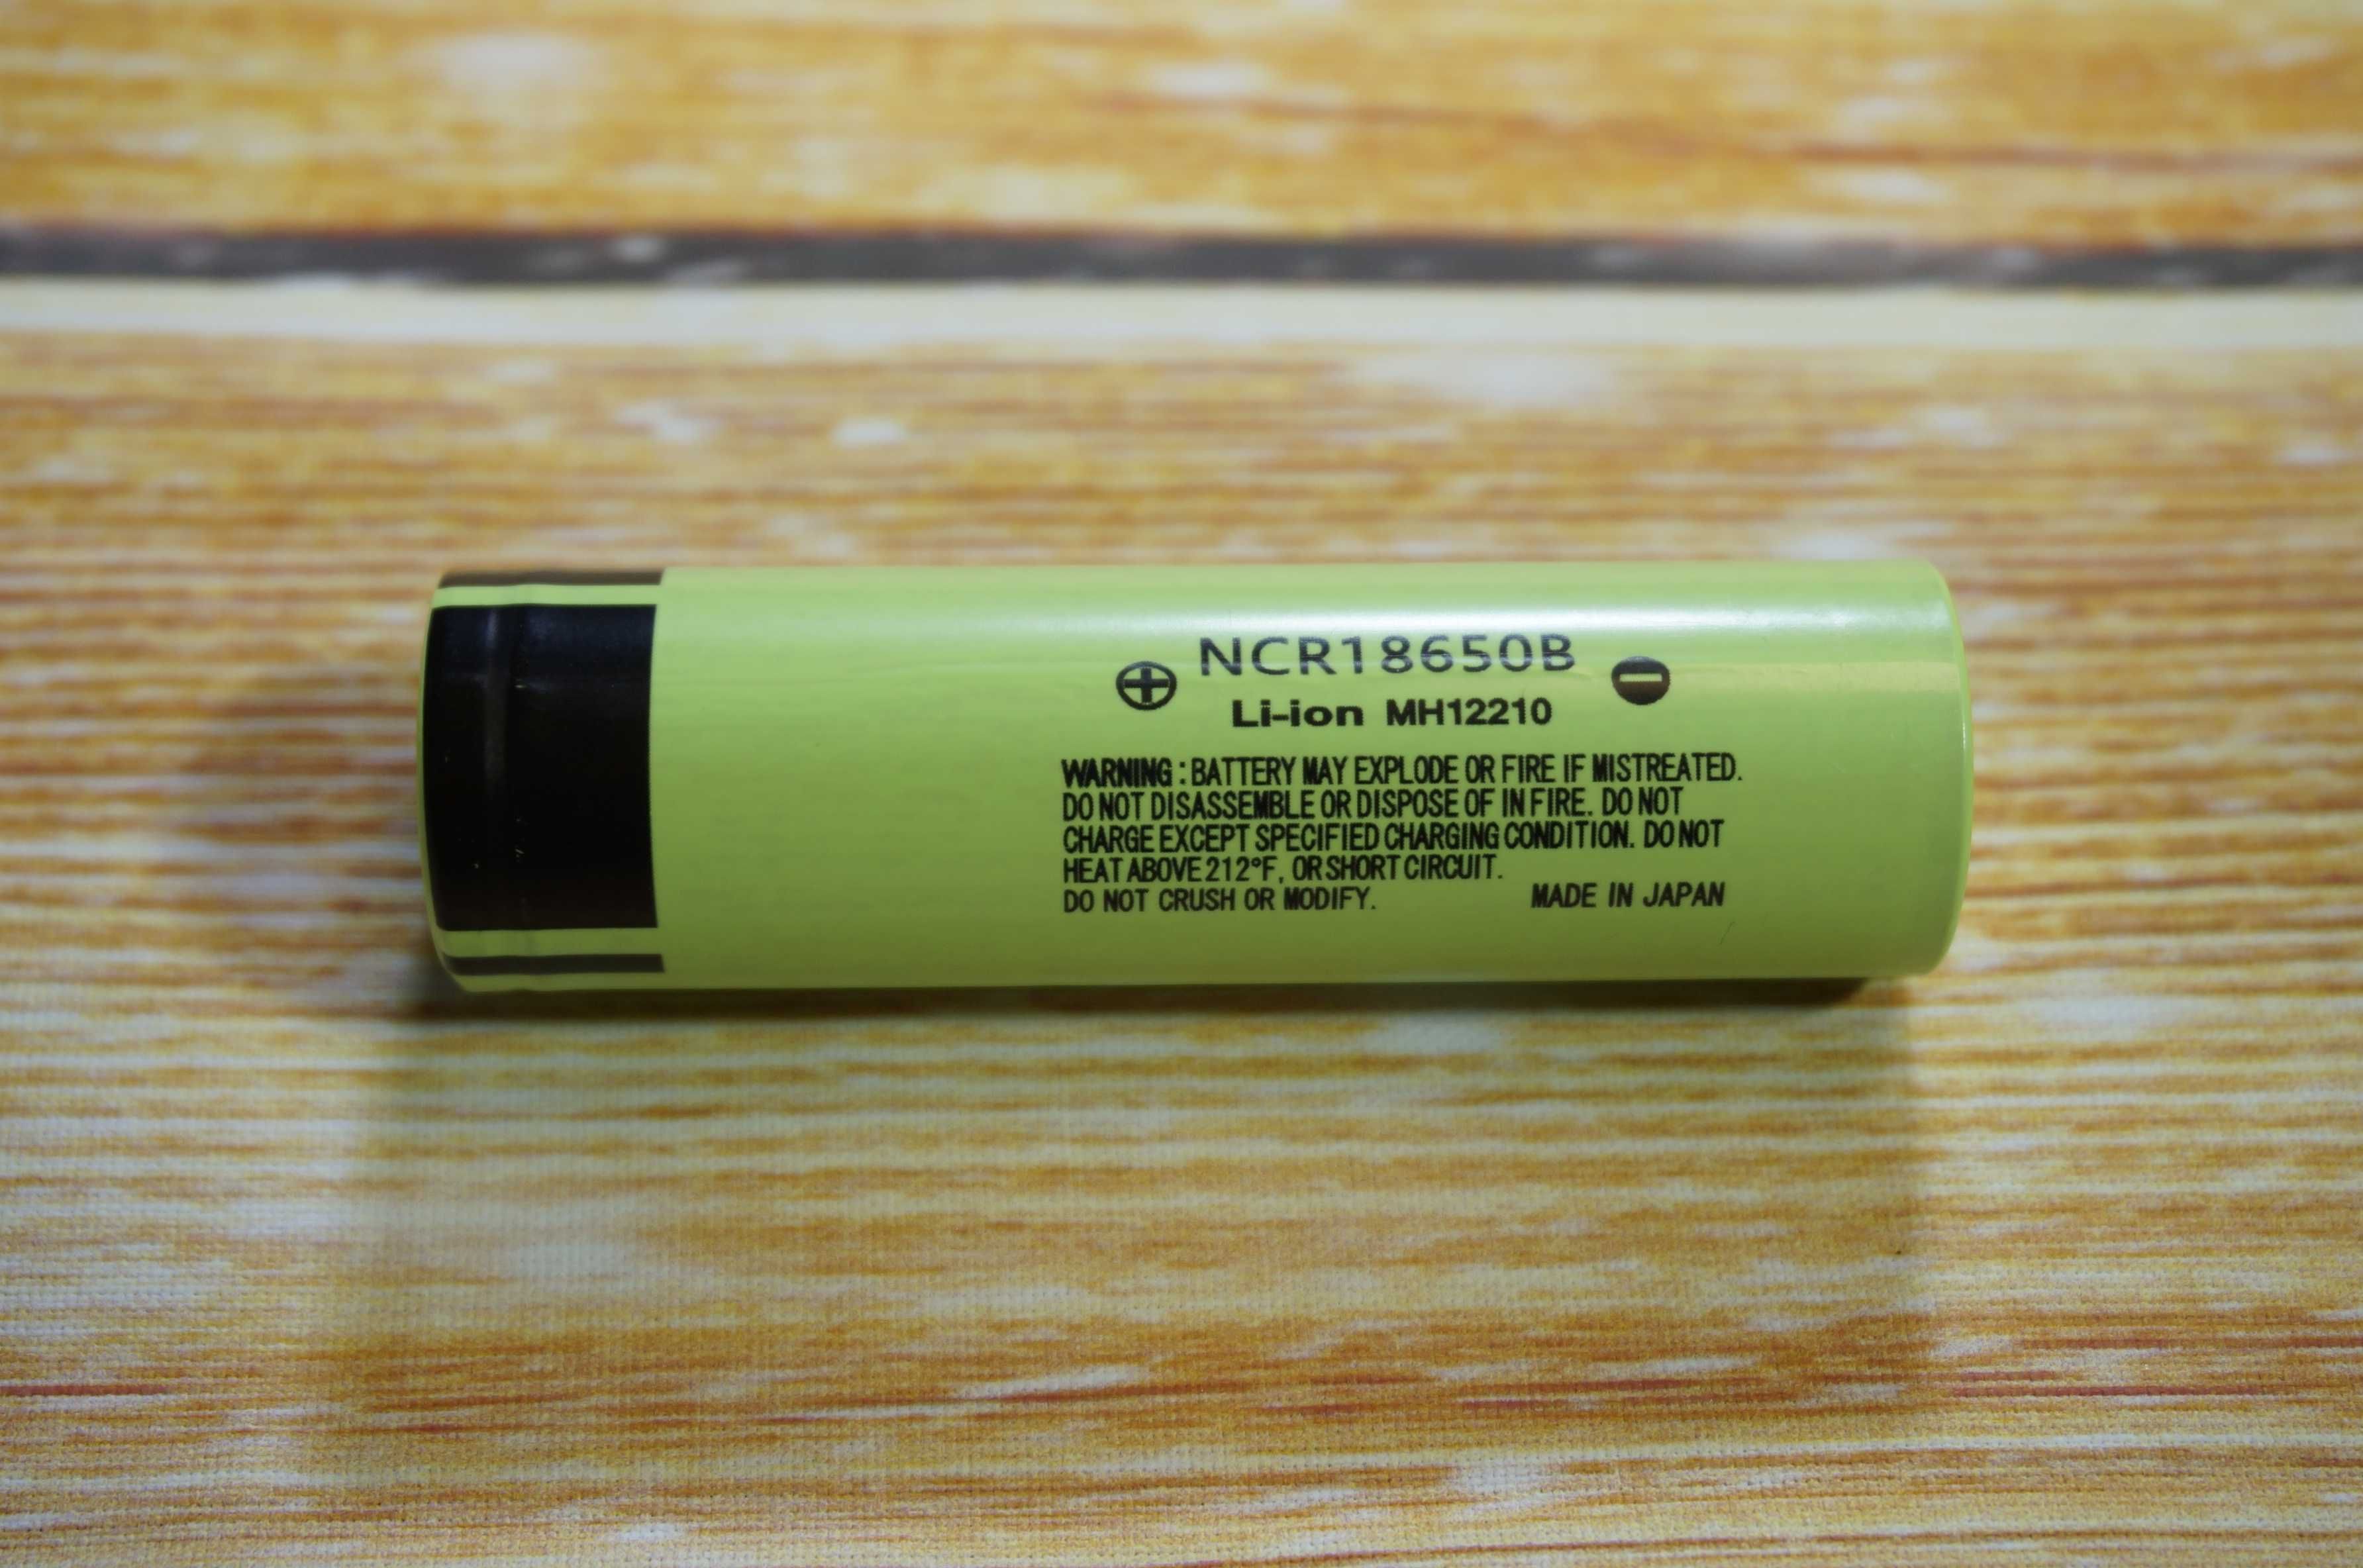 NCR18650B
Li-ion MH12210
WARNING : BATTERY MAY EXPLODE OR FIRE IF MISTREATED.
DO NOT DISASSEMBLE OR DISPOSE OF IN FIRE. DO NOT
CHARGE EXCEPT SPECIFIED CHARGING CONDITION. DO NOT
HEAT ABOVE 212°F, OR SHORT CIRCUIT.
DO NOT CRUSH OR MODIFY. MADE IN JAPAN